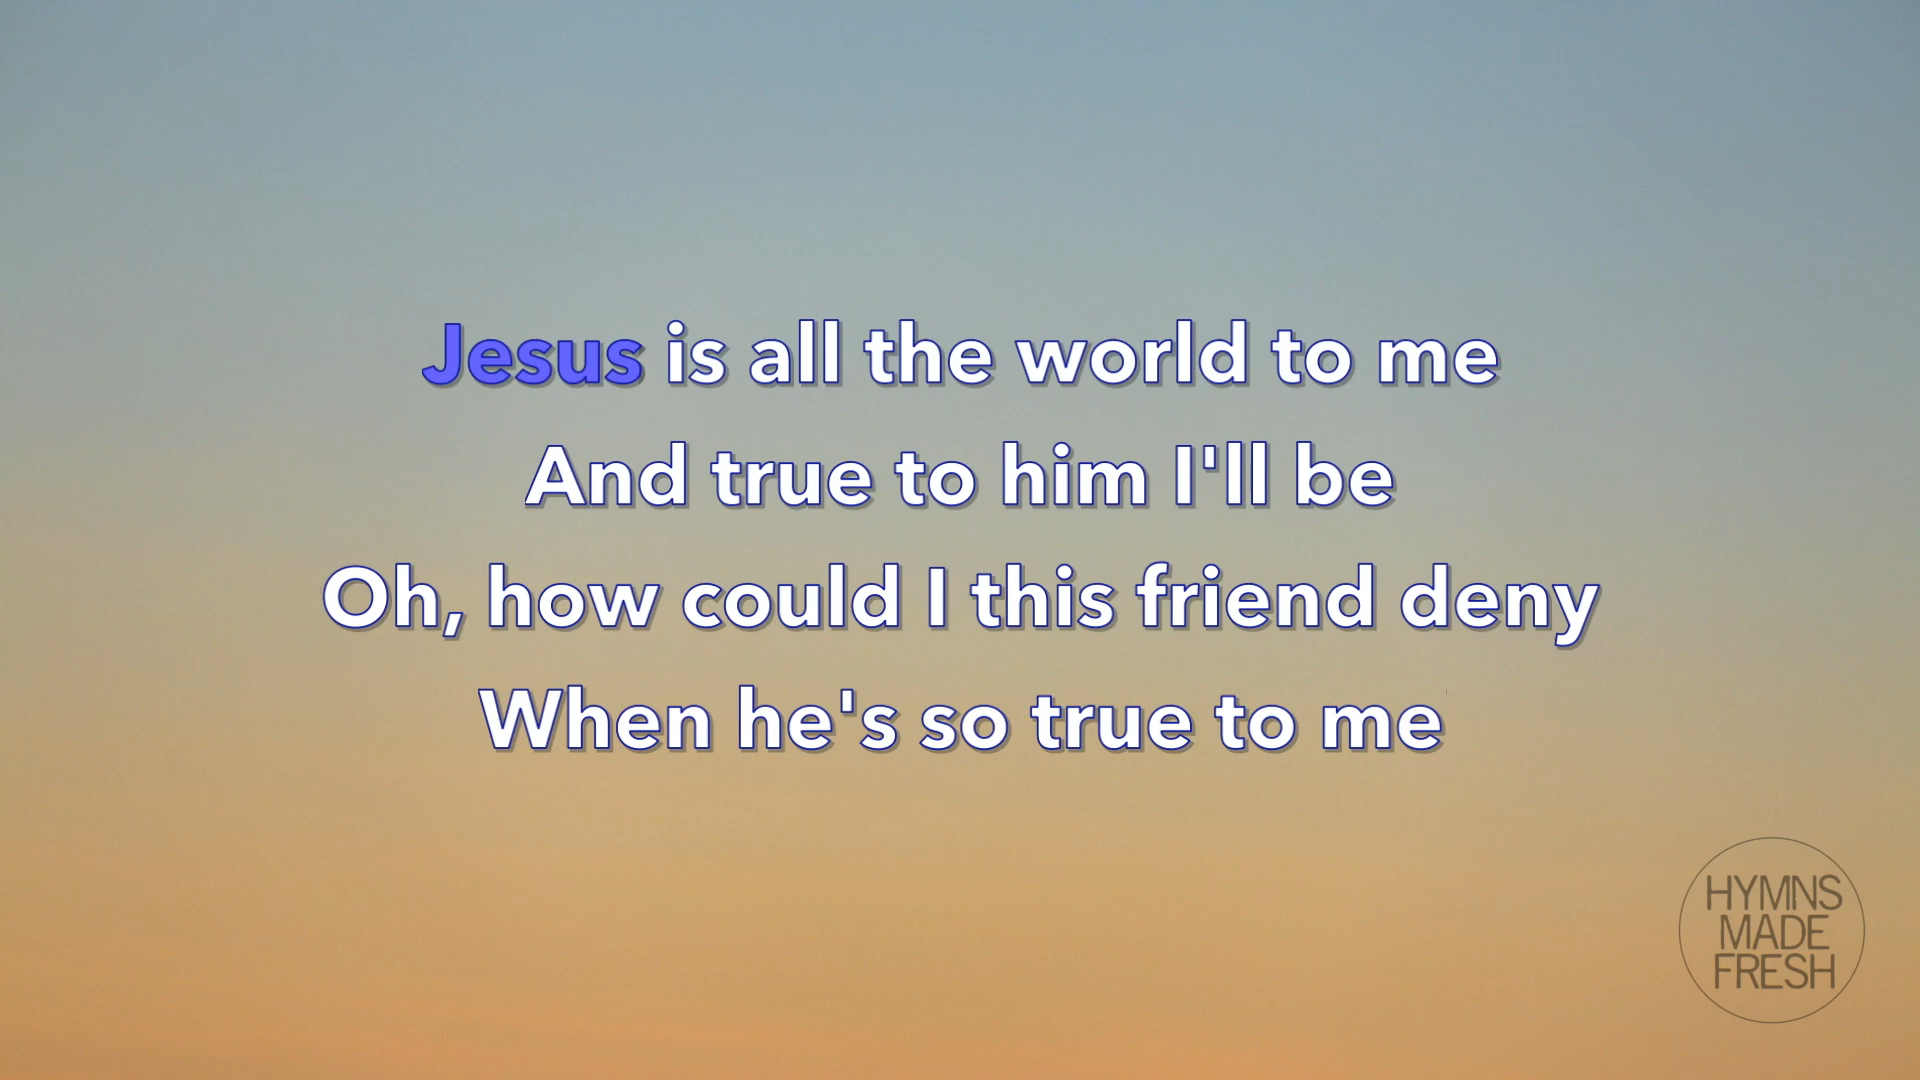 Jesus is all the world to me
And true to him I'll be
Oh, how could I this friend deny
When he's so true to me
HYMNS
MADE
FRESH